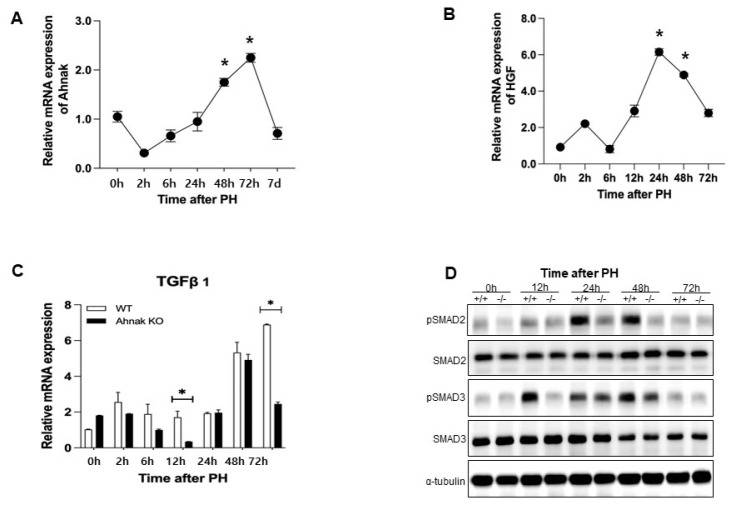 A
Relative mRNA expression
of Ahnak
3.0
2.0
1.0
0.0
*
*
0h 2h 6h 24h 48h 72h 7d
Time after PH
B
Relative mRNA expression
of HGF
8.0
6.0
4.0
2.0
0.0
*
*
0h 2h 6h 12h 24h 48h 72h
Time after PH
C
TGFβ 1
Relative mRNA expression
8
6
4
2
0
WT
Ahnak KO
*
*
0h 2h 6h 12h 24h 48h 72h
Time after PH
D
Time after PH
0h 12h 24h 48h 72h
+/+ -/- +/+ -/- +/+ -/- +/+ -/- +/+ -/-
pSMAD2
SMAD2
pSMAD3
SMAD3
α-tubulin